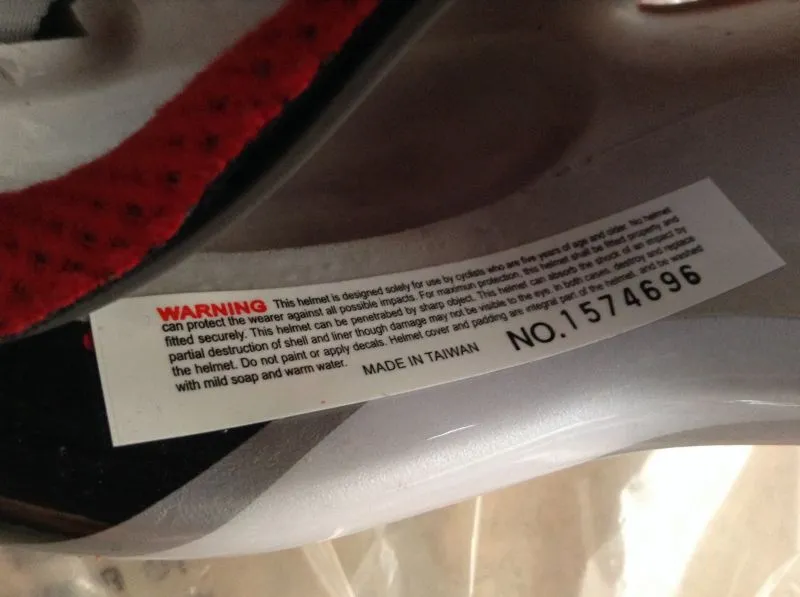 WARNING This helmet is designed solely for use by cyclists who are five years of age and older. No helmet
can protect the wearer against all possible impacts. For maximun protection, this helmet shall be fitted properly and
fitted securely. This helmet can be penetrabed by sharp object. This helmet can absorb the shock of an impact by
partial destruction of shell and liner though damage may not be visible to the eye. In both cases, destroy and replace
the helmet. Do not paint or apply decals. Helmet cover and padding are integral part of the helmet, and be washed
with mild soap and warm water.
MADE IN TAIWAN
NO.1574696